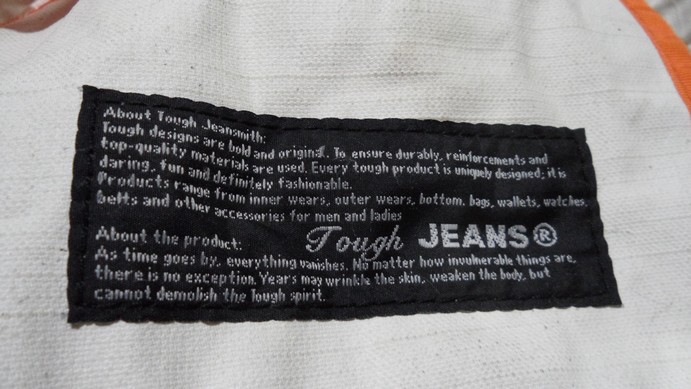 About Tough Jeansmith:
Tough designs are bold and original. To ensure durably, reinforcements and
top-quality materials are used. Every tough product is uniquely designed; it is
daring, fun and definitely fashionable.
Products range from inner wears, outer wears, bottom, bags, wallets, watches,
belts and other accessories for men and ladies
About the product:
Tough JEANS®
As time goes by, everything vanishes. No matter how invulnerable things are,
there is no exception. Years may wrinkle the skin, weaken the body, but
cannot demolish the Tough spirit.